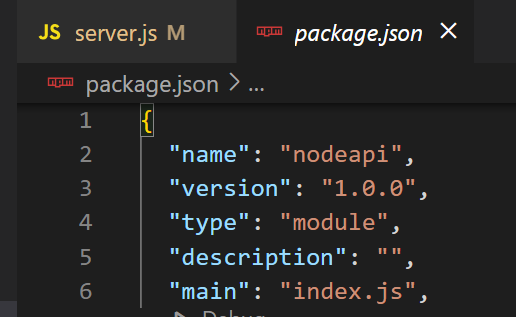 JS server.js M
package.json ×
package.json > ...
1 {
2 "name": "nodeapi",
3 "version": "1.0.0",
4 "type": "module",
5 "description": "",
6 "main": "index.js",
Debug